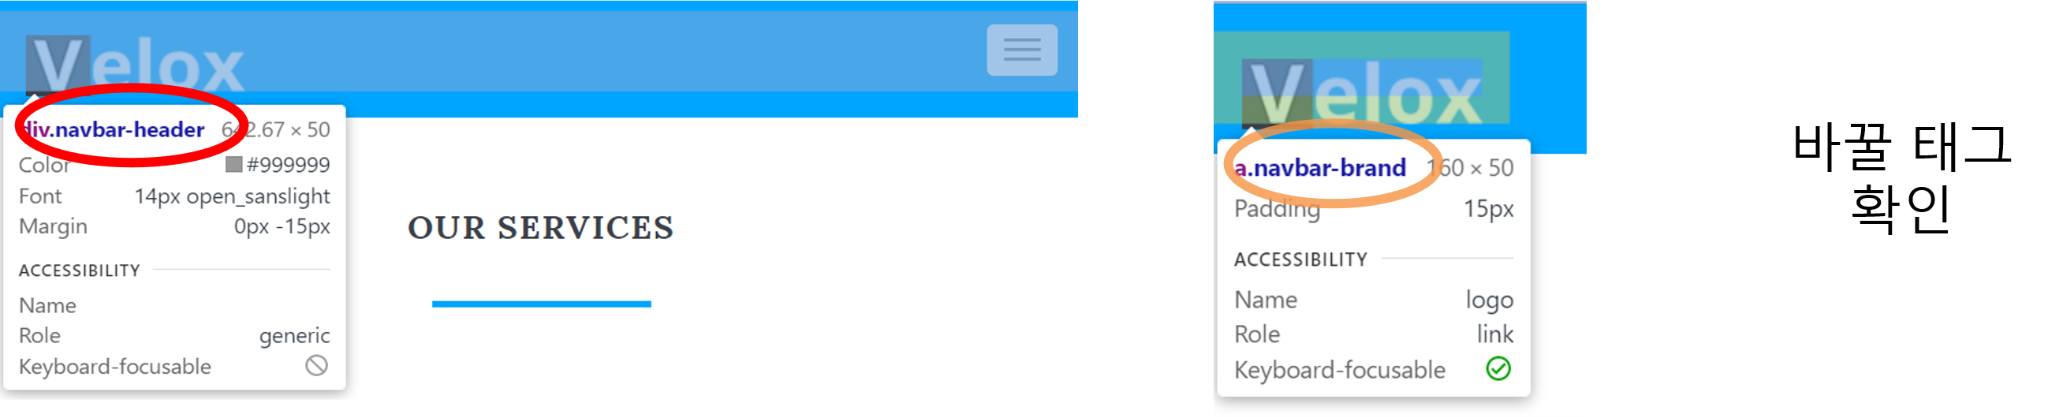 Velox
div.navbar-header 642.67 × 50
Color #999999
Font 14px open_sanslight
Margin 0px -15px
ACCESSIBILITY
Name
Role generic
Keyboard-focusable
OUR SERVICES
Velox
a.navbar-brand 160 × 50
Padding 15px
ACCESSIBILITY
Name logo
Role link
Keyboard-focusable
바꿀 태그
확인